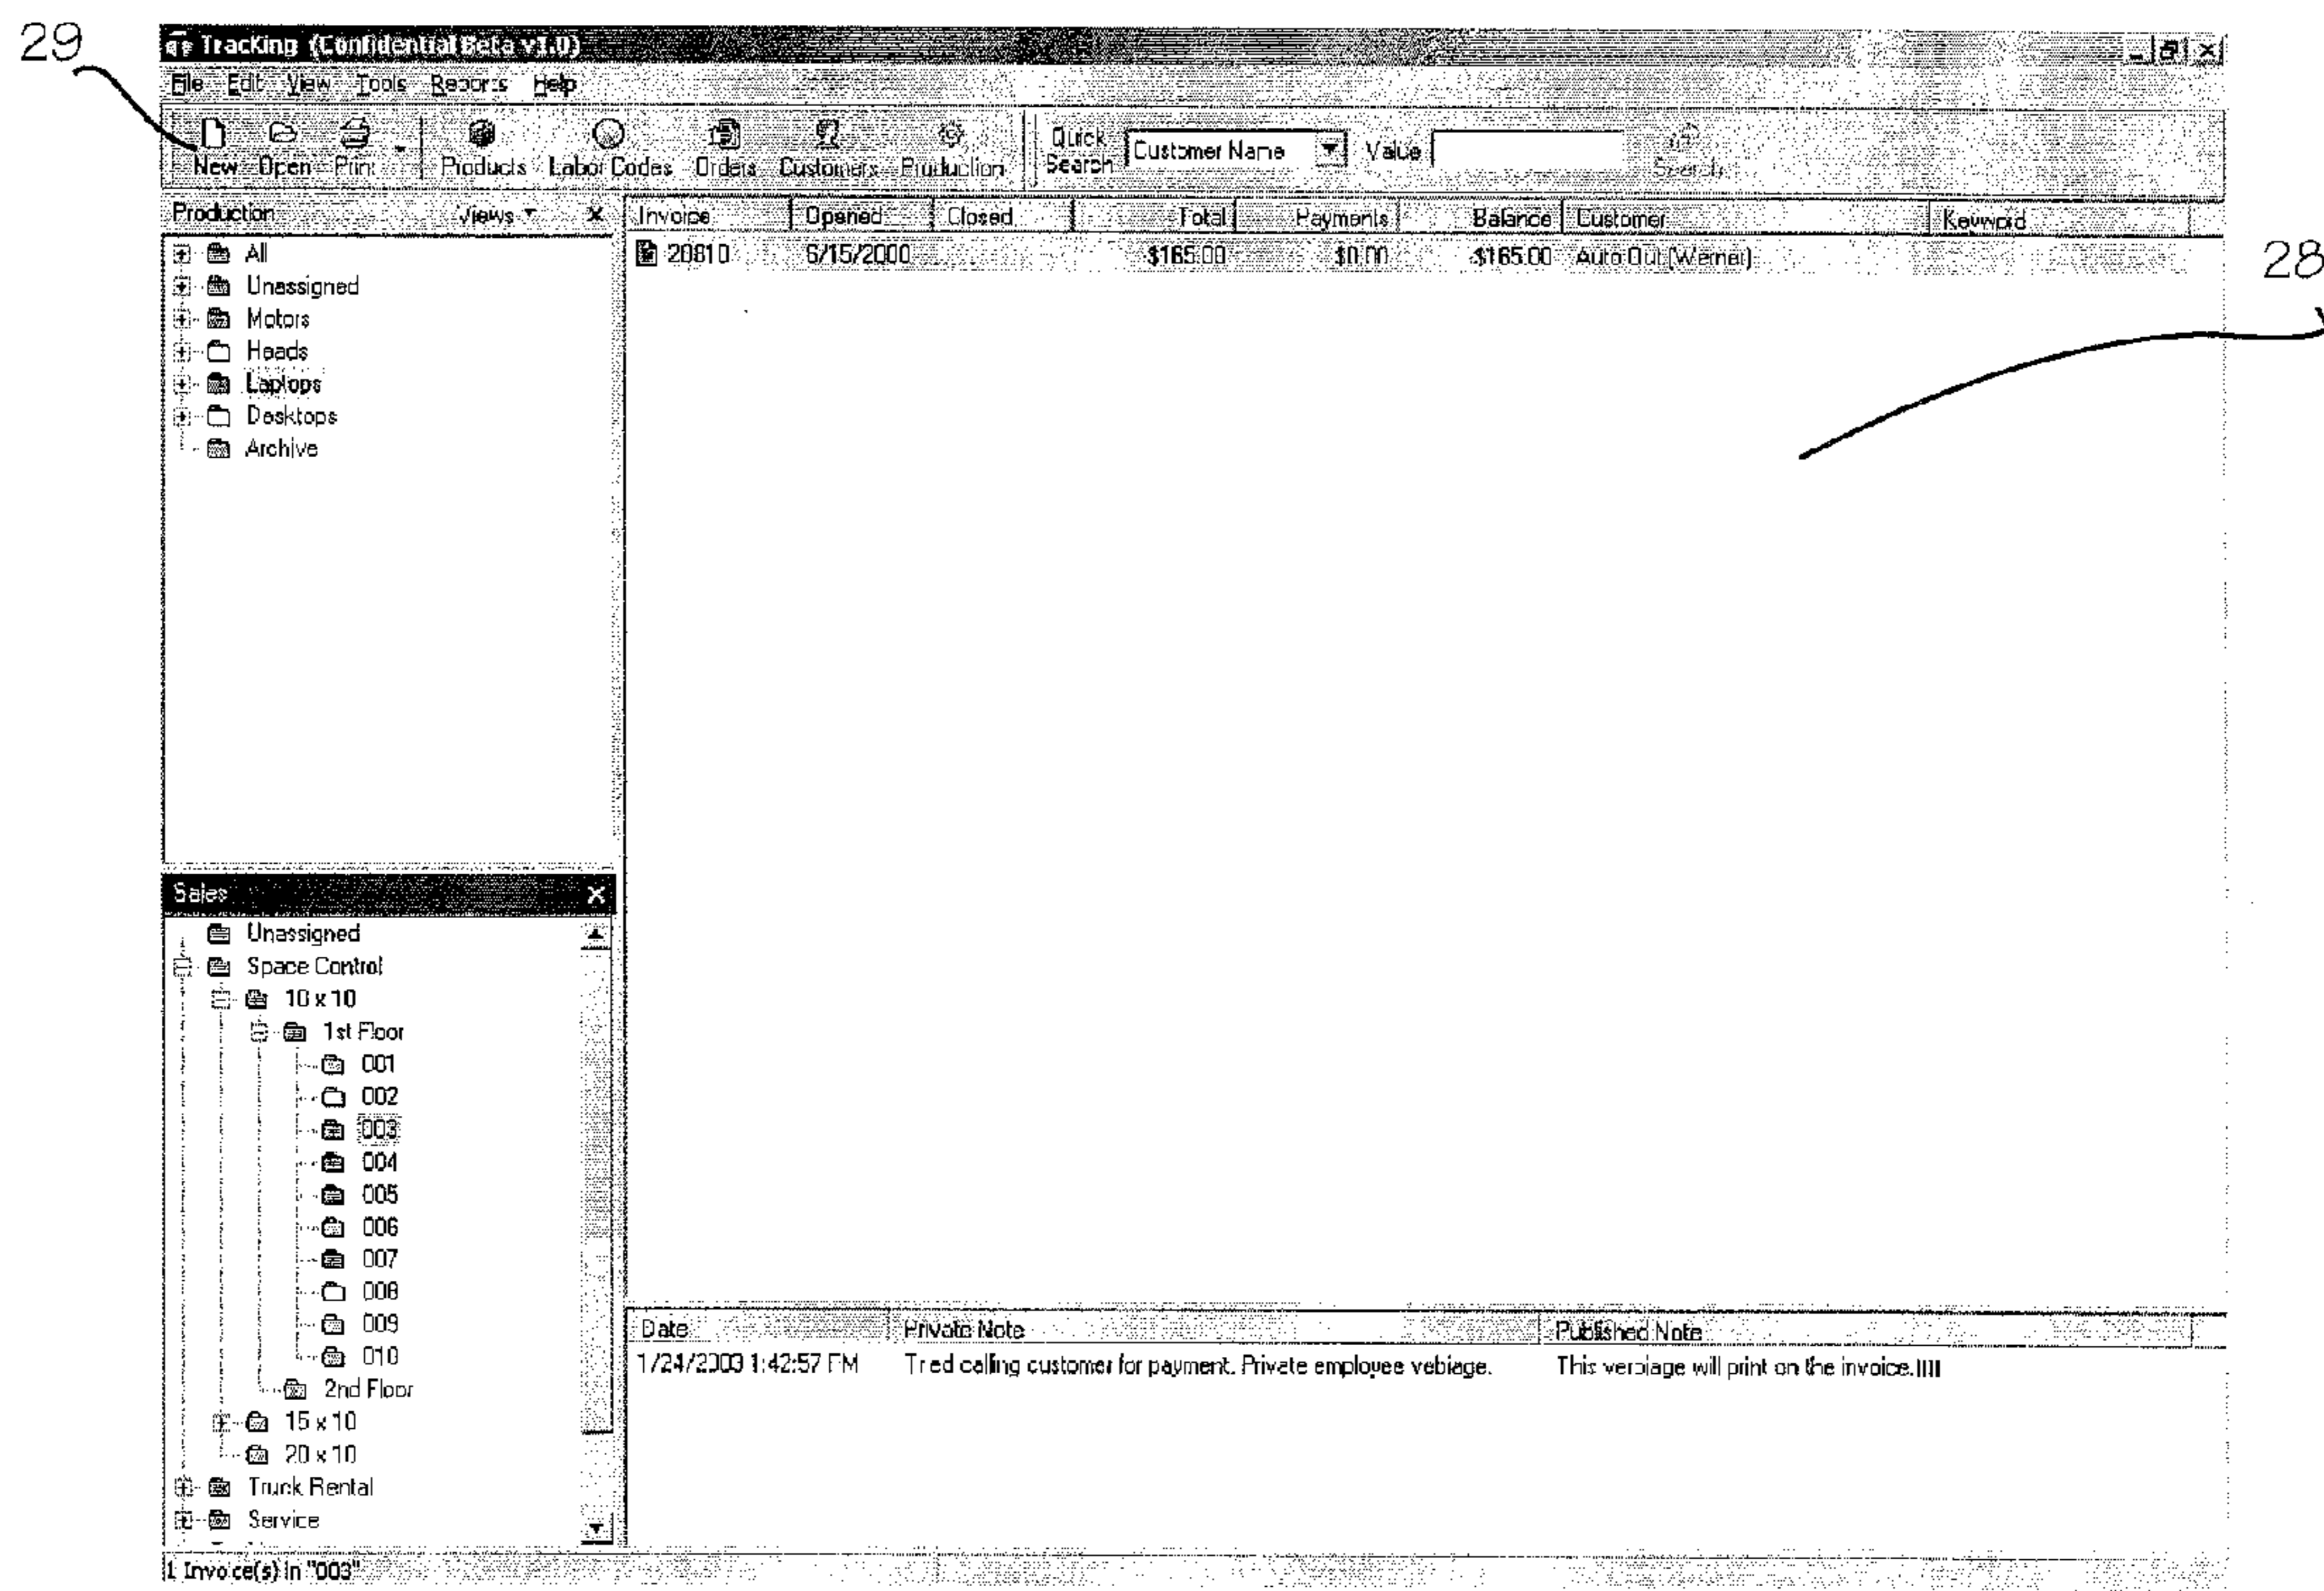 29
TracKing (Confidential Beta v1.0)
File Edit View Tools Reports Help
New Open Print Products Labor Codes Orders Customers Production Quick Search Customer Name Value Search
Production Views
All
Unassigned
Motors
Heads
Laptops
Desktops
Archive
Invoice Opened Closed Total Payments Balance Customer Keyword
20810 6/15/2000 $165.00 $0.00 $165.00 Auto Out (Werner)
28
Sales
Unassigned
Space Control
10 x 10
1st Floor
001
002
003
004
005
006
007
008
009
010
2nd Floor
15 x 10
20 x 10
Truck Rental
Service
Date Private Note Published Note
1/24/2003 1:42:57 PM Tried calling customer for payment. Private employee vebiage. This verbiage will print on the invoice.||||
1 Invoice(s) in "003"